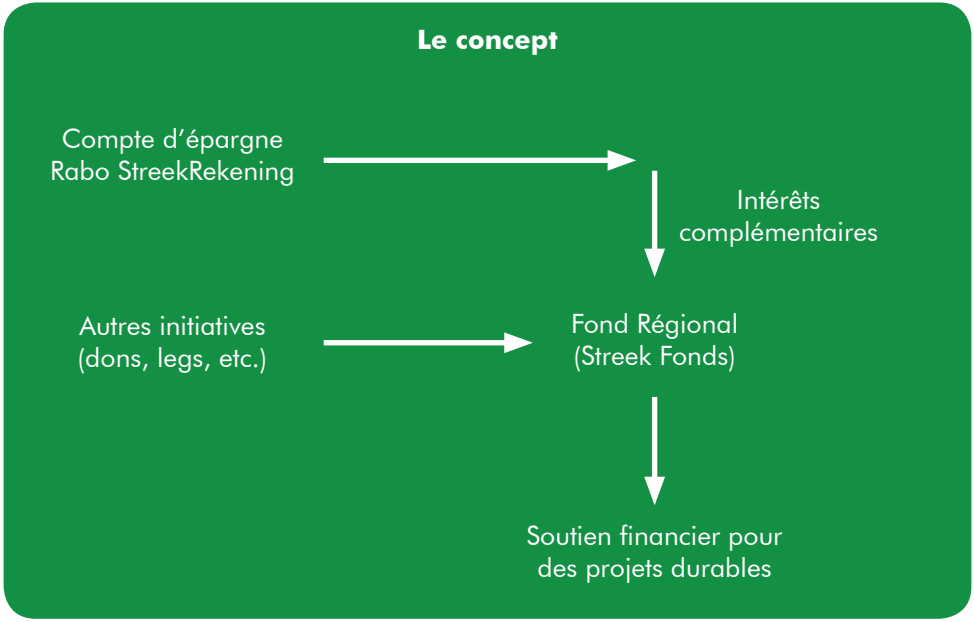 Le concept
Compte d’épargne
Rabo StreekRekening
Intérêts
complémentaires
Autres initiatives
(dons, legs, etc.)
Fond Régional
(Streek Fonds)
Soutien financier pour
des projets durables